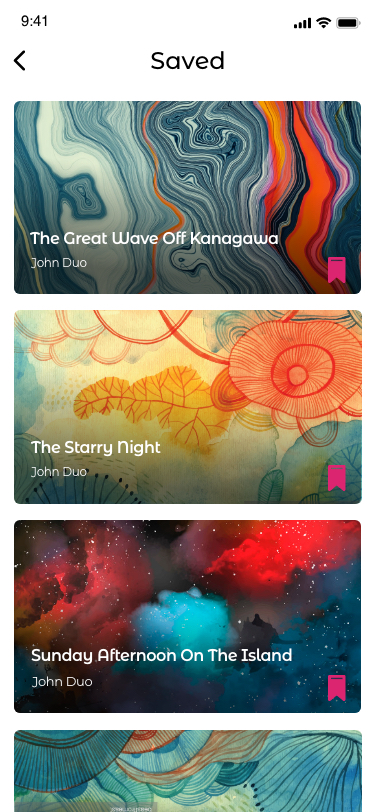 9:41
Saved
The Great Wave Off Kanagawa
John Duo
The Starry Night
John Duo
Sunday Afternoon On The Island
John Duo